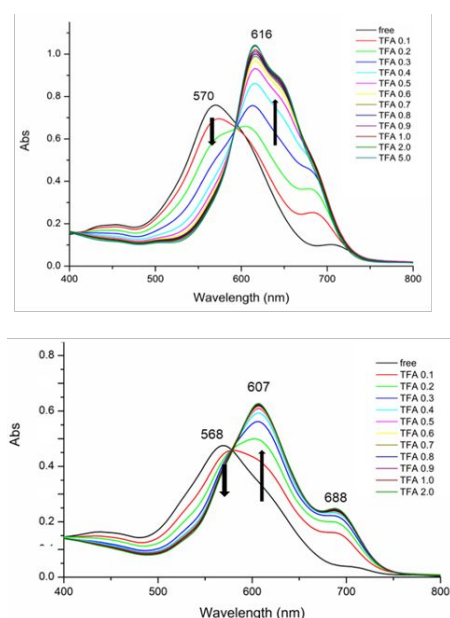 616
570
free
TFA 0.1
TFA 0.2
TFA 0.3
TFA 0.4
TFA 0.5
TFA 0.6
TFA 0.7
TFA 0.8
TFA 0.9
TFA 1.0
TFA 2.0
TFA 5.0
Abs
1.0
0.8
0.6
0.4
0.2
0.0
400 500 600 700 800
Wavelength (nm)
607
568
688
free
TFA 0.1
TFA 0.2
TFA 0.3
TFA 0.4
TFA 0.5
TFA 0.6
TFA 0.7
TFA 0.8
TFA 0.9
TFA 1.0
TFA 2.0
Abs
0.8
0.6
0.4
0.2
0.0
400 500 600 700 800
Wavelength (nm)